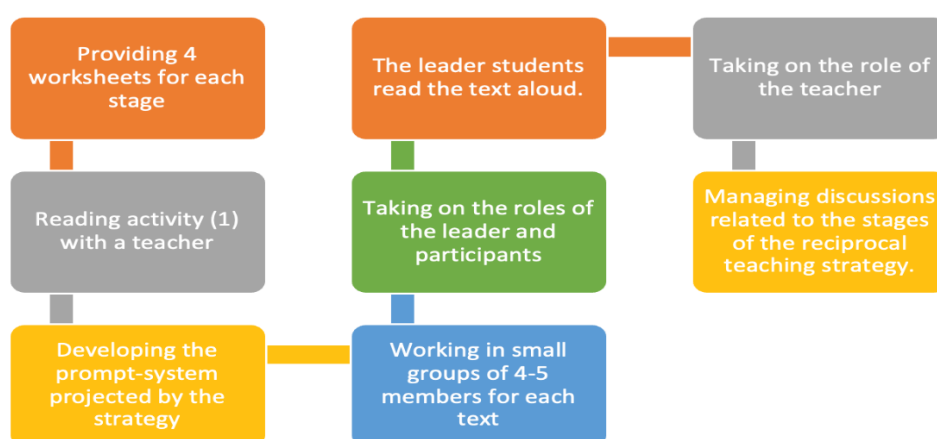 Providing 4
worksheets for each
stage
Reading activity (1)
with a teacher
Developing the
prompt-system
projected by the
strategy
Working in small
groups of 4-5
members for each
text
Taking on the roles of
the leader and
participants
The leader students
read the text aloud.
Taking on the role of
the teacher
Managing discussions
related to the stages
of the reciprocal
teaching strategy.